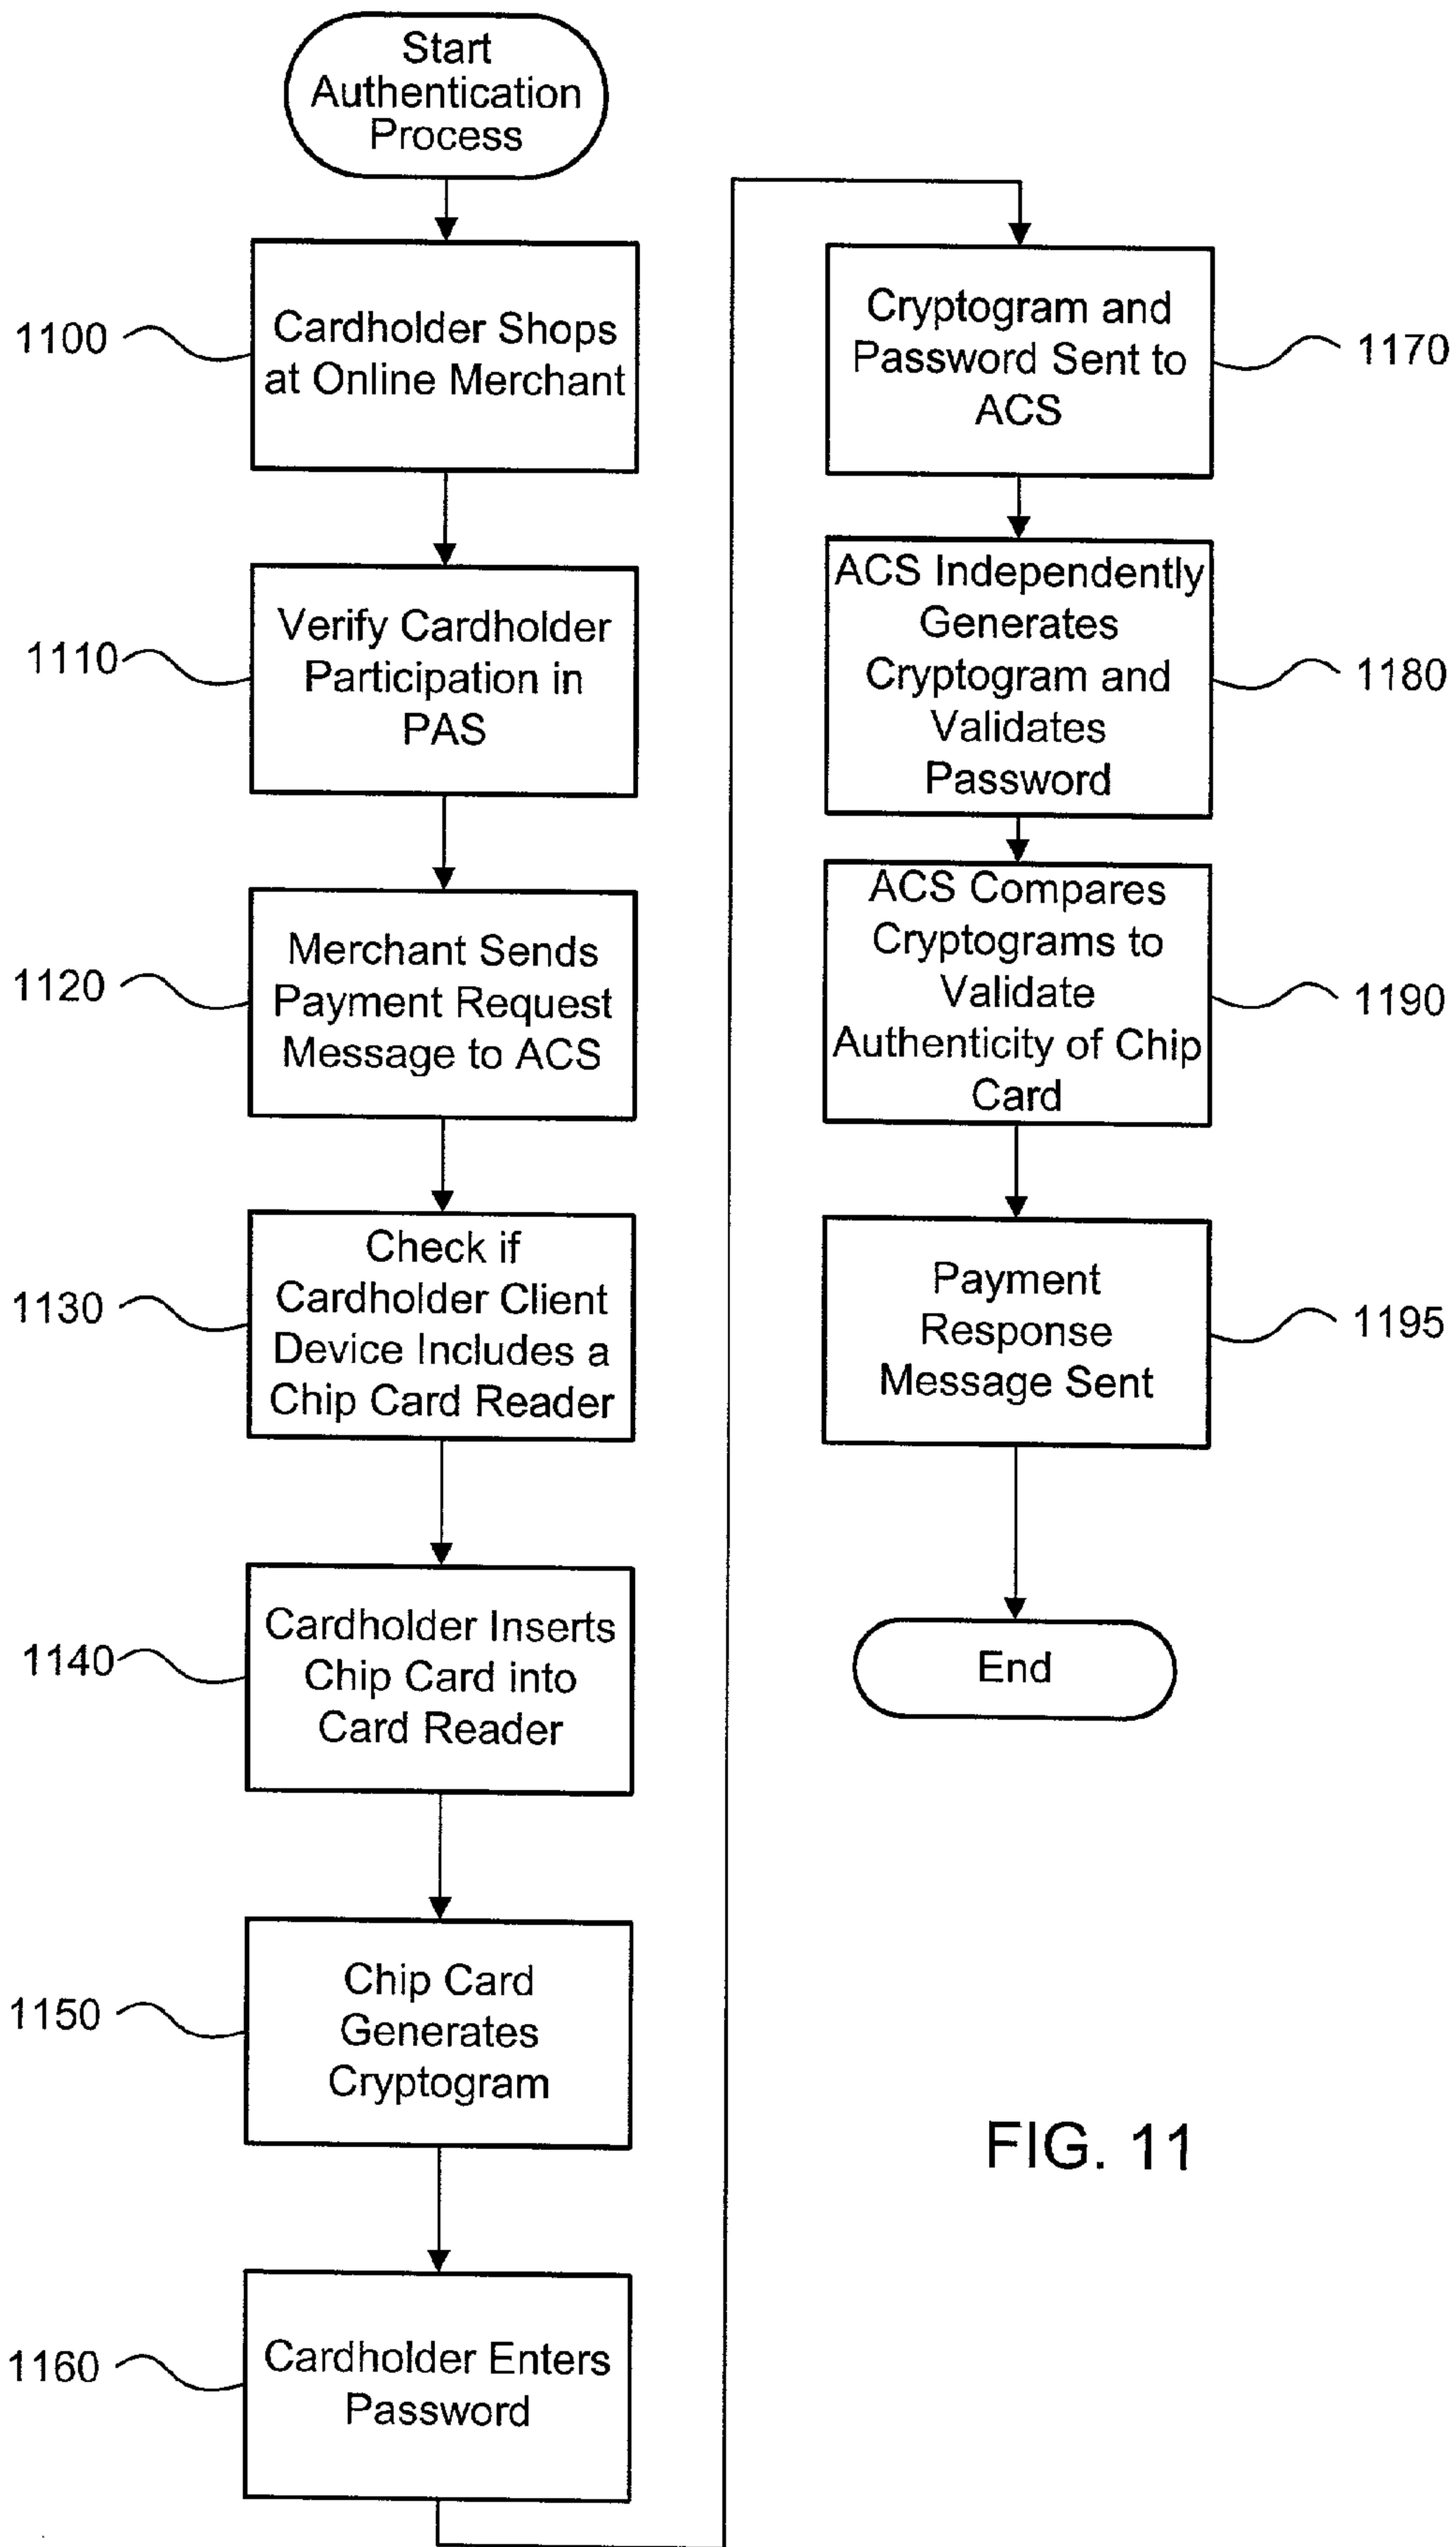 Start
Authentication
Process
1100
Cardholder Shops
at Online Merchant
1110
Verify Cardholder
Participation in
PAS
1120
Merchant Sends
Payment Request
Message to ACS
1130
Check if
Cardholder Client
Device Includes a
Chip Card Reader
1140
Cardholder Inserts
Chip Card into
Card Reader
1150
Chip Card
Generates
Cryptogram
1160
Cardholder Enters
Password
Cryptogram and
Password Sent to
ACS
1170
ACS Independently
Generates
Cryptogram and
Validates
Password
1180
ACS Compares
Cryptograms to
Validate
Authenticity of Chip
Card
1190
Payment
Response
Message Sent
1195
End
FIG. 11